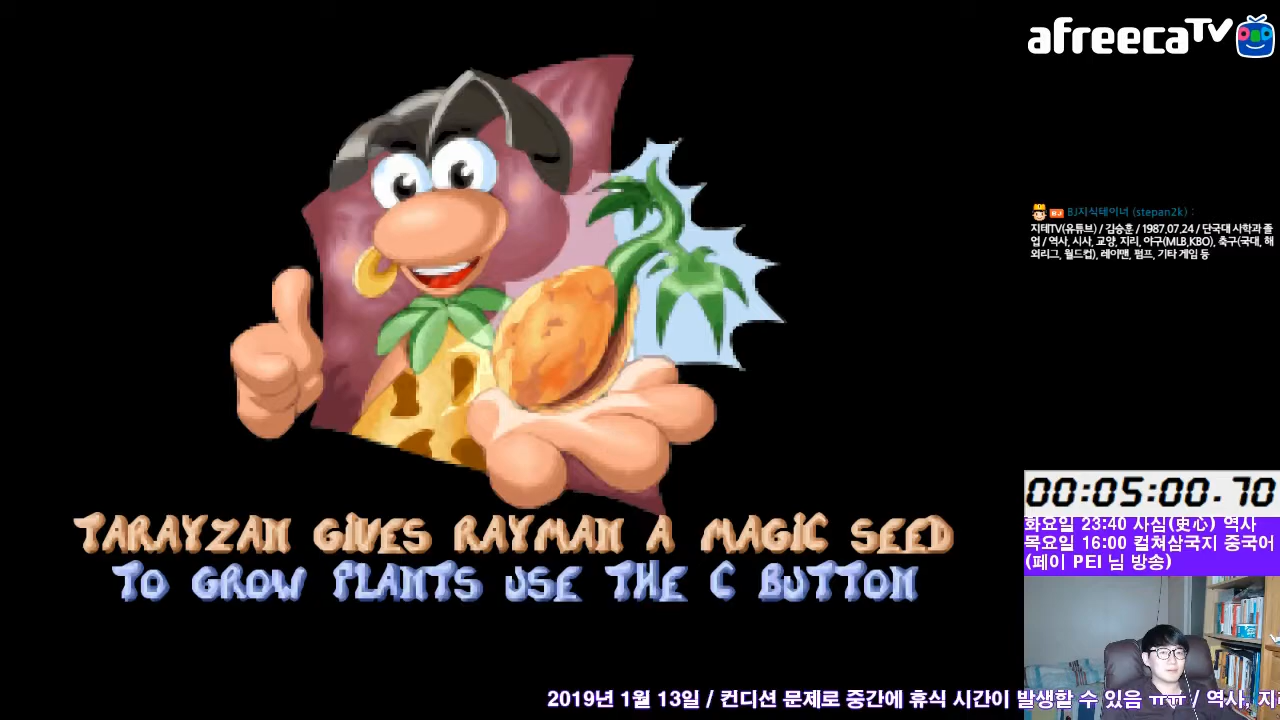 afreecaTV
BJ지식테이너 (stepan2k) :
지테TV(유튜브) / 김승훈 / 1987.07.24 / 단국대 사학과 졸
업 / 역사, 시사, 교양, 지리, 야구(MLB,KBO), 축구(국대, 해
외리그, 월드컵), 레이맨, 펌프, 기타 게임 등
TARAYZAN GIVES RAYMAN A MAGIC SEED
TO GROW PLANTS USE THE C BUTTON
00:05:00.70
화요일 23:40 사심(史心) 역사
목요일 16:00 컬쳐삼국지 중국어
(페이 PEI 님 방송)
2019년 1월 13일 / 컨디션 문제로 중간에 휴식 시간이 발생할 수 있음 ㅠㅠ / 역사, 지